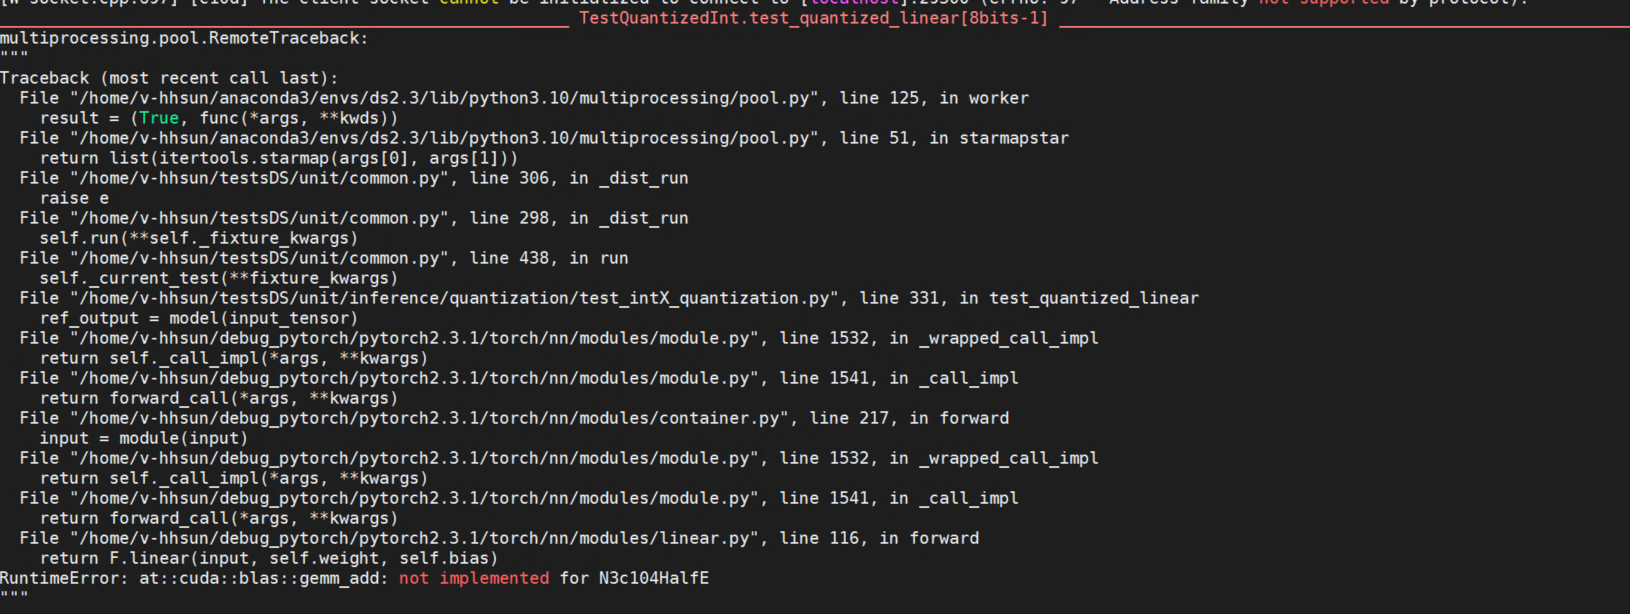 [W socket.cpp:697] [c10d] The client socket cannot be initialized to connect to [localhost]:29500 (errno: 97 - Address family not supported by protocol).
TestQuantizedInt.test_quantized_linear[8bits-1]
multiprocessing.pool.RemoteTraceback:
"""
Traceback (most recent call last):
  File "/home/v-hhsun/anaconda3/envs/ds2.3/lib/python3.10/multiprocessing/pool.py", line 125, in worker
    result = (True, func(*args, **kwds))
  File "/home/v-hhsun/anaconda3/envs/ds2.3/lib/python3.10/multiprocessing/pool.py", line 51, in starmapstar
    return list(itertools.starmap(args[0], args[1]))
  File "/home/v-hhsun/testsDS/unit/common.py", line 306, in _dist_run
    raise e
  File "/home/v-hhsun/testsDS/unit/common.py", line 298, in _dist_run
    self.run(**self._fixture_kwargs)
  File "/home/v-hhsun/testsDS/unit/common.py", line 438, in run
    self._current_test(**fixture_kwargs)
  File "/home/v-hhsun/testsDS/unit/inference/quantization/test_intX_quantization.py", line 331, in test_quantized_linear
    ref_output = model(input_tensor)
  File "/home/v-hhsun/debug_pytorch/pytorch2.3.1/torch/nn/modules/module.py", line 1532, in _wrapped_call_impl
    return self._call_impl(*args, **kwargs)
  File "/home/v-hhsun/debug_pytorch/pytorch2.3.1/torch/nn/modules/module.py", line 1541, in _call_impl
    return forward_call(*args, **kwargs)
  File "/home/v-hhsun/debug_pytorch/pytorch2.3.1/torch/nn/modules/container.py", line 217, in forward
    input = module(input)
  File "/home/v-hhsun/debug_pytorch/pytorch2.3.1/torch/nn/modules/module.py", line 1532, in _wrapped_call_impl
    return self._call_impl(*args, **kwargs)
  File "/home/v-hhsun/debug_pytorch/pytorch2.3.1/torch/nn/modules/module.py", line 1541, in _call_impl
    return forward_call(*args, **kwargs)
  File "/home/v-hhsun/debug_pytorch/pytorch2.3.1/torch/nn/modules/linear.py", line 116, in forward
    return F.linear(input, self.weight, self.bias)
RuntimeError: at::cuda::blas::gemm_add: not implemented for N3c104HalfE
"""